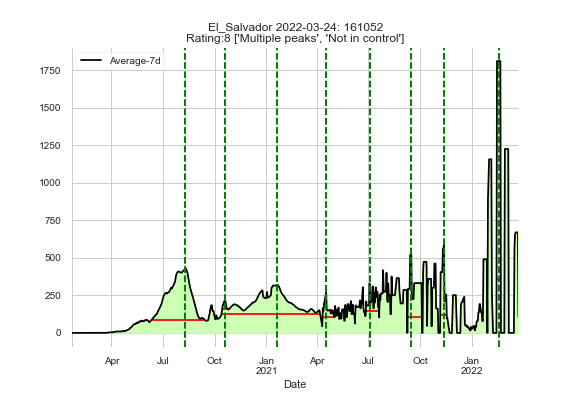 El_Salvador 2022-03-24: 161052
Rating:8 ['Multiple peaks', 'Not in control']
Average-7d
1750
1500
1250
1000
750
500
250
0
Apr Jul Oct Jan Apr Jul Oct Jan
2021 2022
Date